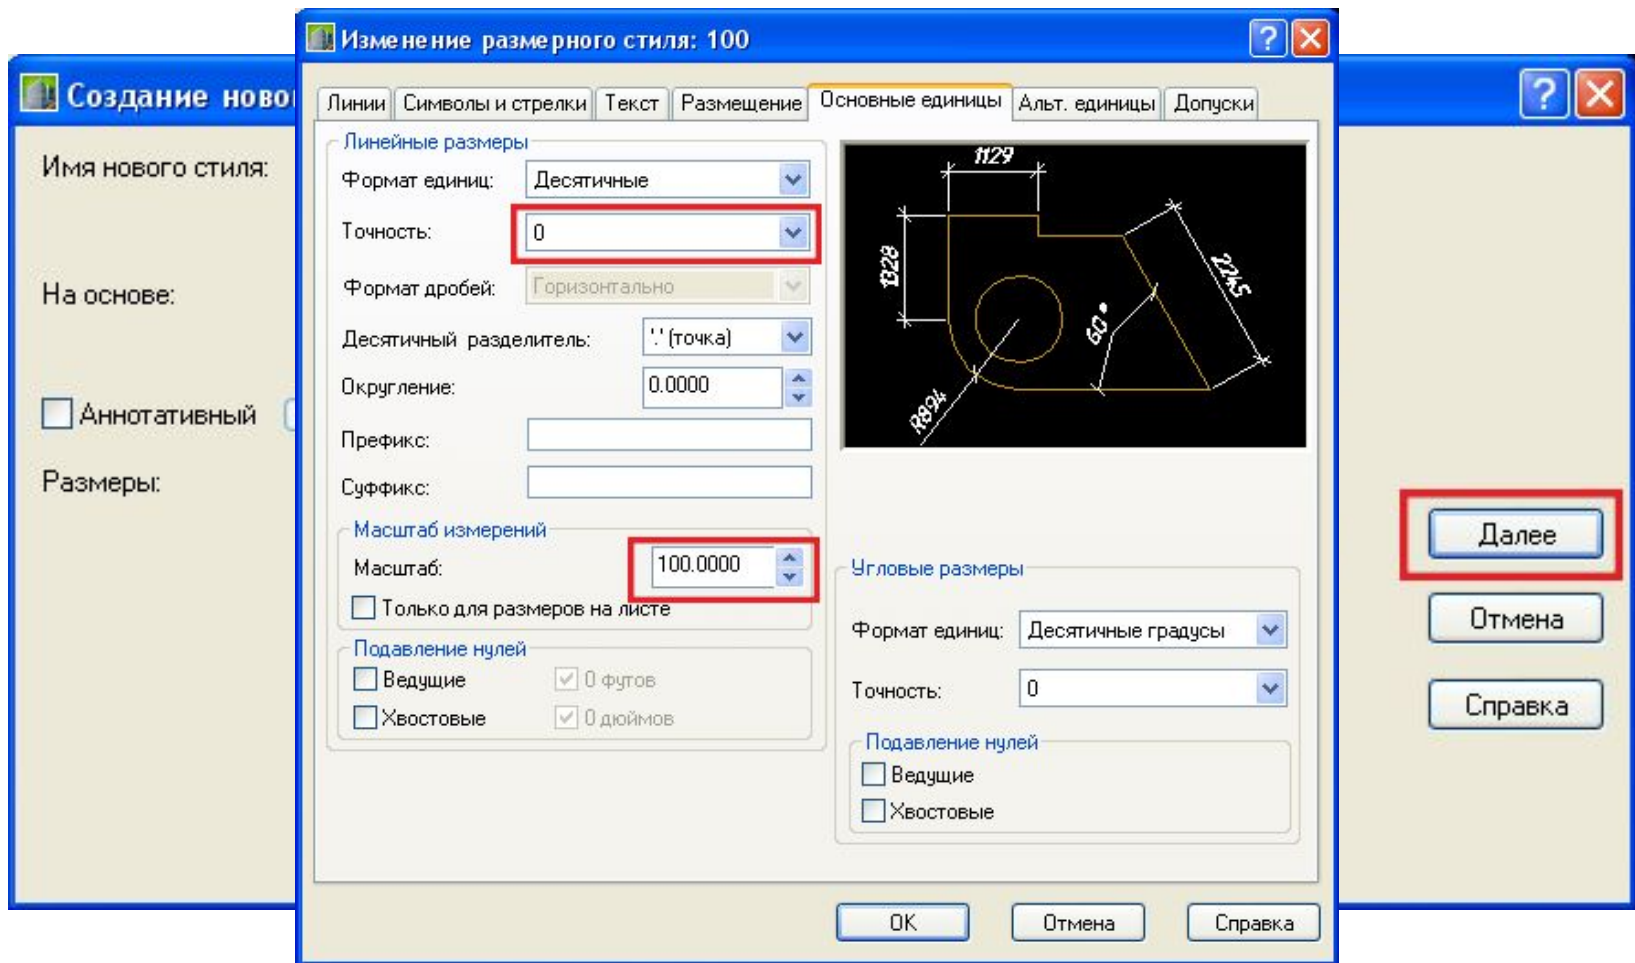 Создание ново
Имя нового стиля:
На основе:
Аннотативный
Размеры:
Изменение размерного стиля: 100
Линии Символы и стрелки Текст Размещение Основные единицы Альт. единицы Допуски
Линейные размеры
Формат единиц: Десятичные
Точность: 0
Формат дробей: Горизонтально
Десятичный разделитель: '.' (точка)
Округление: 0.0000
Префикс:
Суффикс:
Масштаб измерений
Масштаб: 100.0000
Только для размеров на листе
Подавление нулей
Ведущие 0 футов
Хвостовые 0 дюймов
1129
1328
2245
60°
R894
Угловые размеры
Формат единиц: Десятичные градусы
Точность: 0
Подавление нулей
Ведущие
Хвостовые
OK Отмена Справка
Далее
Отмена
Справка